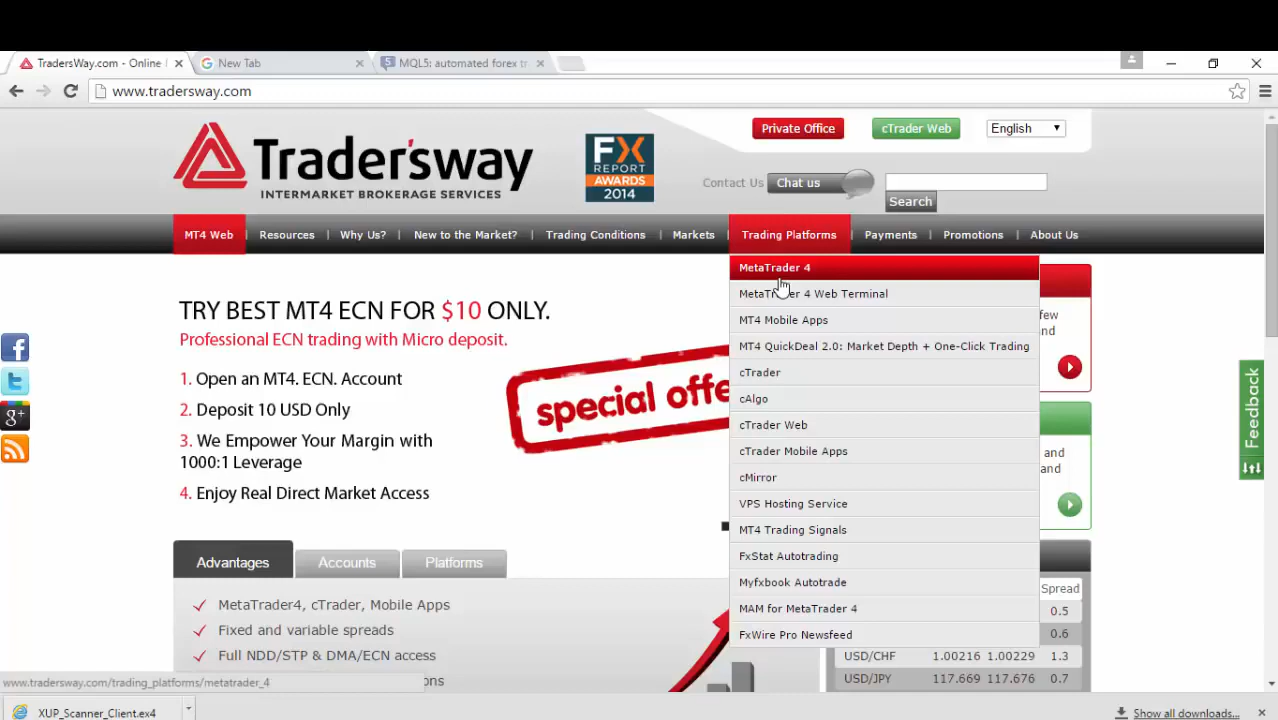 TradersWay.com - Online
New Tab
MQL5: automated forex tr
www.tradersway.com
Trader'sway
INTERMARKET BROKERAGE SERVICES
FX
REPORT
AWARDS
2014
Private Office
cTrader Web
English
Contact Us
Chat us
Search
MT4 Web
Resources
Why Us?
New to the Market?
Trading Conditions
Markets
Trading Platforms
Payments
Promotions
About Us
TRY BEST MT4 ECN FOR $10 ONLY.
Professional ECN trading with Micro deposit.
1. Open an MT4. ECN. Account
2. Deposit 10 USD Only
3. We Empower Your Margin with
1000:1 Leverage
4. Enjoy Real Direct Market Access
special offe
MetaTrader 4
MetaTrader 4 Web Terminal
MT4 Mobile Apps
MT4 QuickDeal 2.0: Market Depth + One-Click Trading
cTrader
cAlgo
cTrader Web
cTrader Mobile Apps
cMirror
VPS Hosting Service
MT4 Trading Signals
FxStat Autotrading
Myfxbook Autotrade
MAM for MetaTrader 4
FxWire Pro Newsfeed
few
nd
and
and
Feedback
Advantages
Accounts
Platforms
MetaTrader4, cTrader, Mobile Apps
Fixed and variable spreads
Full NDD/STP & DMA/ECN access
ons
Spread
0.5
0.6
USD/CHF 1.00216 1.00229 1.3
USD/JPY 117.669 117.676 0.7
www.tradersway.com/trading_platforms/metatrader_4
XUP_Scanner_Client.ex4
Show all downloads...